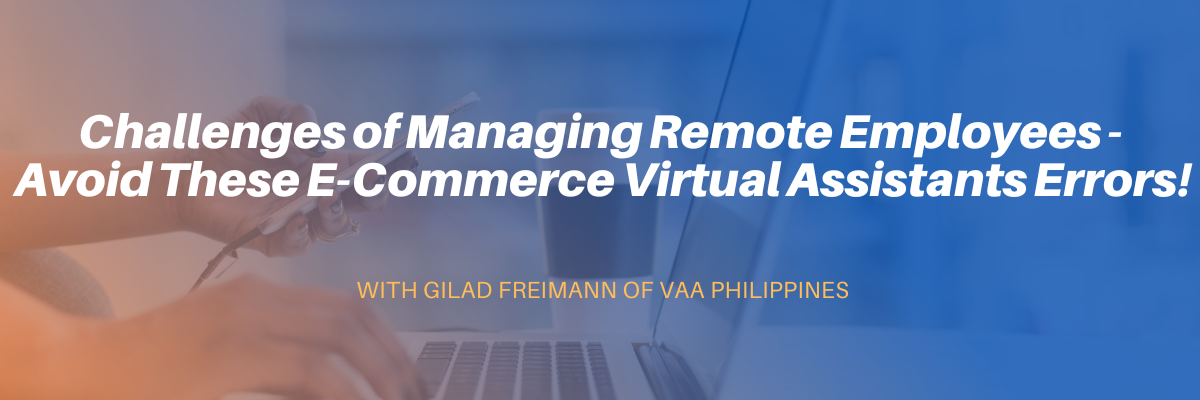 Challenges of Managing Remote Employees -
Avoid These E-Commerce Virtual Assistants Errors!
WITH GILAD FREIMANN OF VAA PHILIPPINES